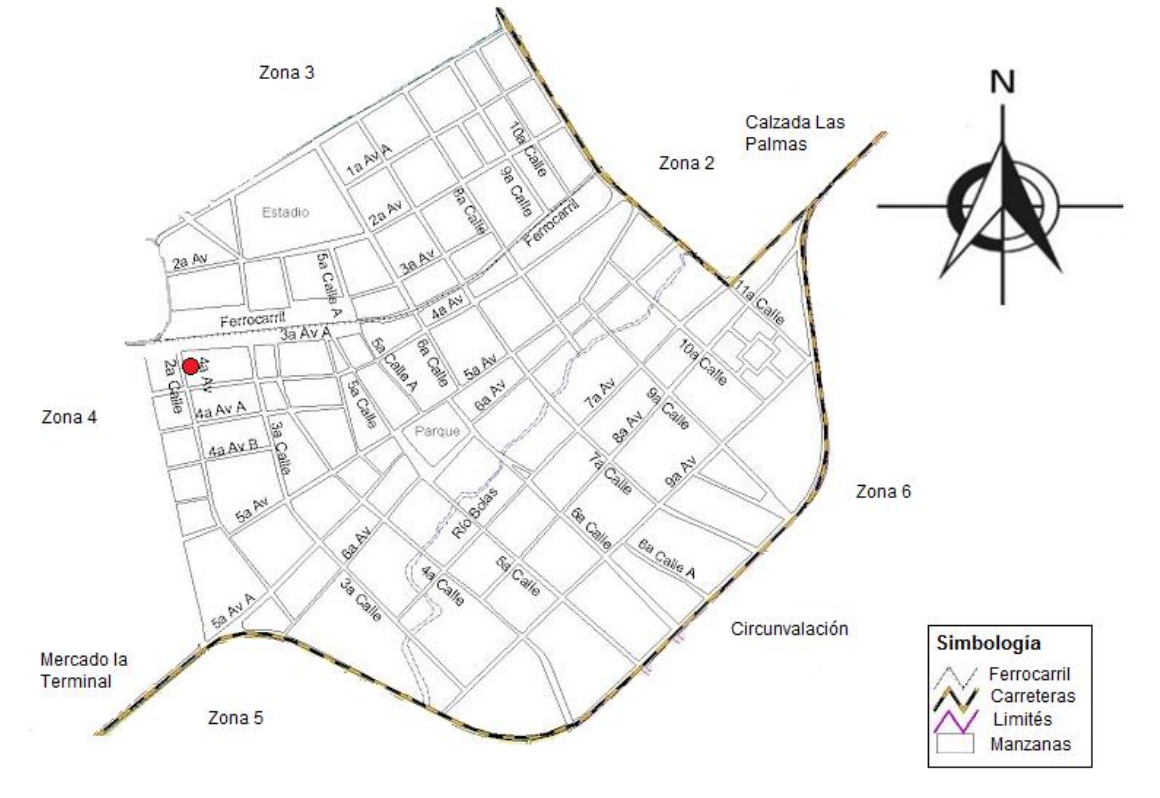 Zona 3
N
Calzada Las
Palmas
Zona 2
10a Calle
1a Av A
9a Calle
8a Calle
Estadio
2a Av
Ferrocarril
2a Av
3a Av
5a Calle A
11a Calle
4a Av
Ferrocarril
3a Av A
10a Calle
5a Calle A
6a Calle
5a Av
4a Av
2a Calle
6a Av
7a Av
9a Calle
5a Calle
4a Av A
8a Av
Zona 4
Parque
3a Calle
4a Av B
7a Calle
9a Av
Zona 6
5a Av
Río Bolas
6a Calle
6a Av
6a Calle A
5a Calle
4a Calle
3a Calle
5a Av A
Circunvalación
Mercado la
Terminal
Zona 5
Simbología
Ferrocarril
Carreteras
Limités
Manzanas